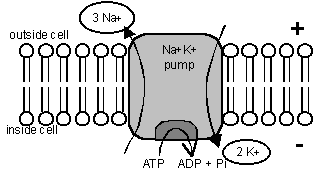 3 Na+
outside cell
+
Na+K+
pump
inside cell
-
2 K+
ATP
ADP + Pi